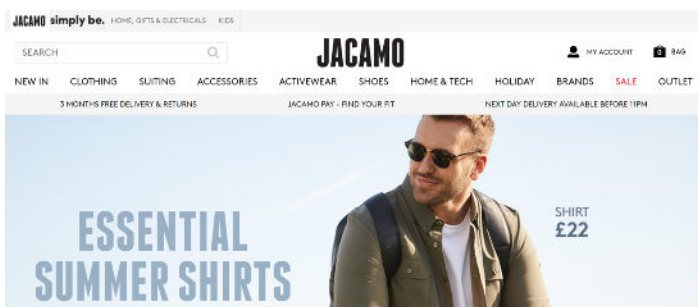 JACAMO simply be. HOME, GIFTS & ELECTRICALS KIDS
SEARCH
JACAMO
MY ACCOUNT 0 BAG
NEW IN CLOTHING SUITING ACCESSORIES ACTIVEWEAR SHOES HOME & TECH HOLIDAY BRANDS SALE OUTLET
3 MONTHS FREE DELIVERY & RETURNS JACAMO PAY - FIND YOUR FIT NEXT DAY DELIVERY AVAILABLE BEFORE 11PM
ESSENTIAL
SUMMER SHIRTS
SHIRT
£22